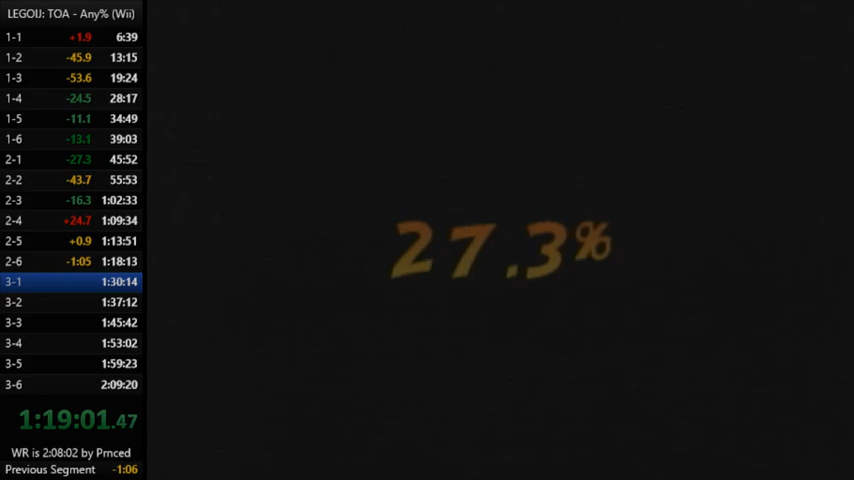 LEGOIJ: TOA - Any% (Wii)
1-1 +1.9 6:39
1-2 -45.9 13:15
1-3 -53.6 19:24
1-4 -24.5 28:17
1-5 -11.1 34:49
1-6 -13.1 39:03
2-1 -27.3 45:52
2-2 -43.7 55:53
2-3 -16.3 1:02:33
2-4 +24.7 1:09:34
2-5 +0.9 1:13:51
2-6 -1:05 1:18:13
3-1 1:30:14
3-2 1:37:12
3-3 1:45:42
3-4 1:53:02
3-5 1:59:23
3-6 2:09:20
27.3%
1:19:01.47
WR is 2:08:02 by Prnced
Previous Segment -1:06